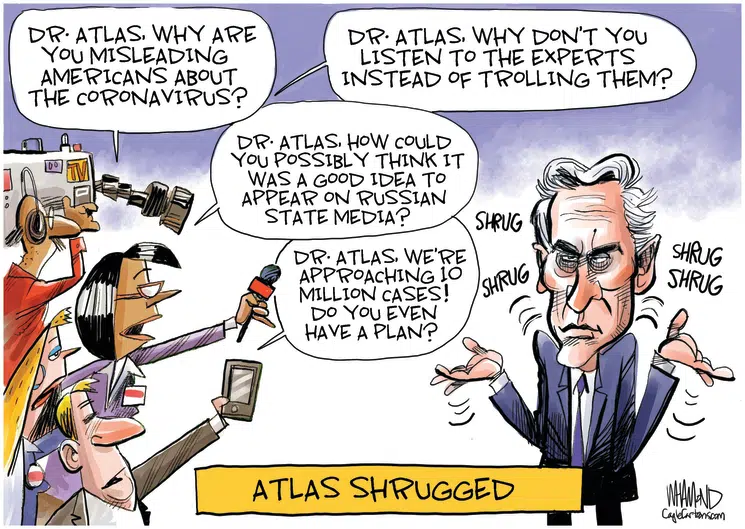 DR. ATLAS, WHY ARE
YOU MISLEADING
AMERICANS ABOUT
THE CORONAVIRUS?
DR. ATLAS, WHY DON'T YOU
LISTEN TO THE EXPERTS
INSTEAD OF TROLLING THEM?
DR. ATLAS, HOW COULD
YOU POSSIBLY THINK IT
WAS A GOOD IDEA TO
APPEAR ON RUSSIAN
STATE MEDIA?
DR. ATLAS, WE'RE
APPROACHING 10
MILLION CASES!
DO YOU EVEN
HAVE A PLAN?
TV
SHRUG
SHRUG
SHRUG
SHRUG
ATLAS SHRUGGED
WHAMOND
CagleCartoons.com